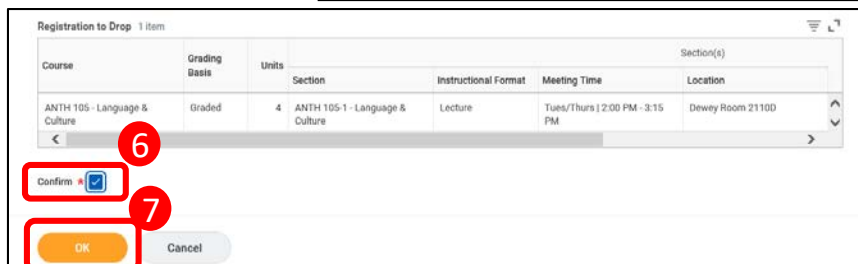 Registration to Drop 1 item
Section(s)
Course Grading Basis Units Section Instructional Format Meeting Time Location
ANTH 105 - Language & Graded 4 ANTH 105-1 - Language & Lecture Tues/Thurs | 2:00 PM - 3:15 Dewey Room 2110D
Culture Culture PM
6
Confirm *
7
OK Cancel